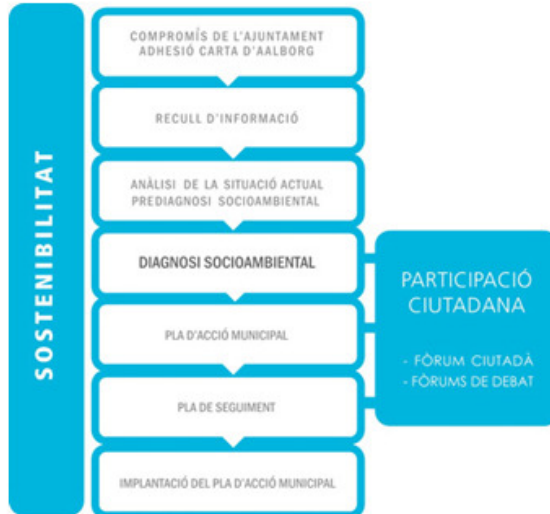 SOSTENIBILITAT
COMPROMÍS DE L'AJUNTAMENT
ADHESIÓ CARTA D'AALBORG
RECULL D'INFORMACIÓ
ANÀLISI DE LA SITUACIÓ ACTUAL
PREDIAGNOSI SOCIOAMBIENTAL
DIAGNOSI SOCIOAMBIENTAL
PLA D'ACCIÓ MUNICIPAL
PLA DE SEGUIMENT
IMPLANTACIÓ DEL PLA D'ACCIÓ MUNICIPAL
PARTICIPACIÓ
CIUTADANA
- FÒRUM CIUTADÀ
- FÒRUMS DE DEBAT